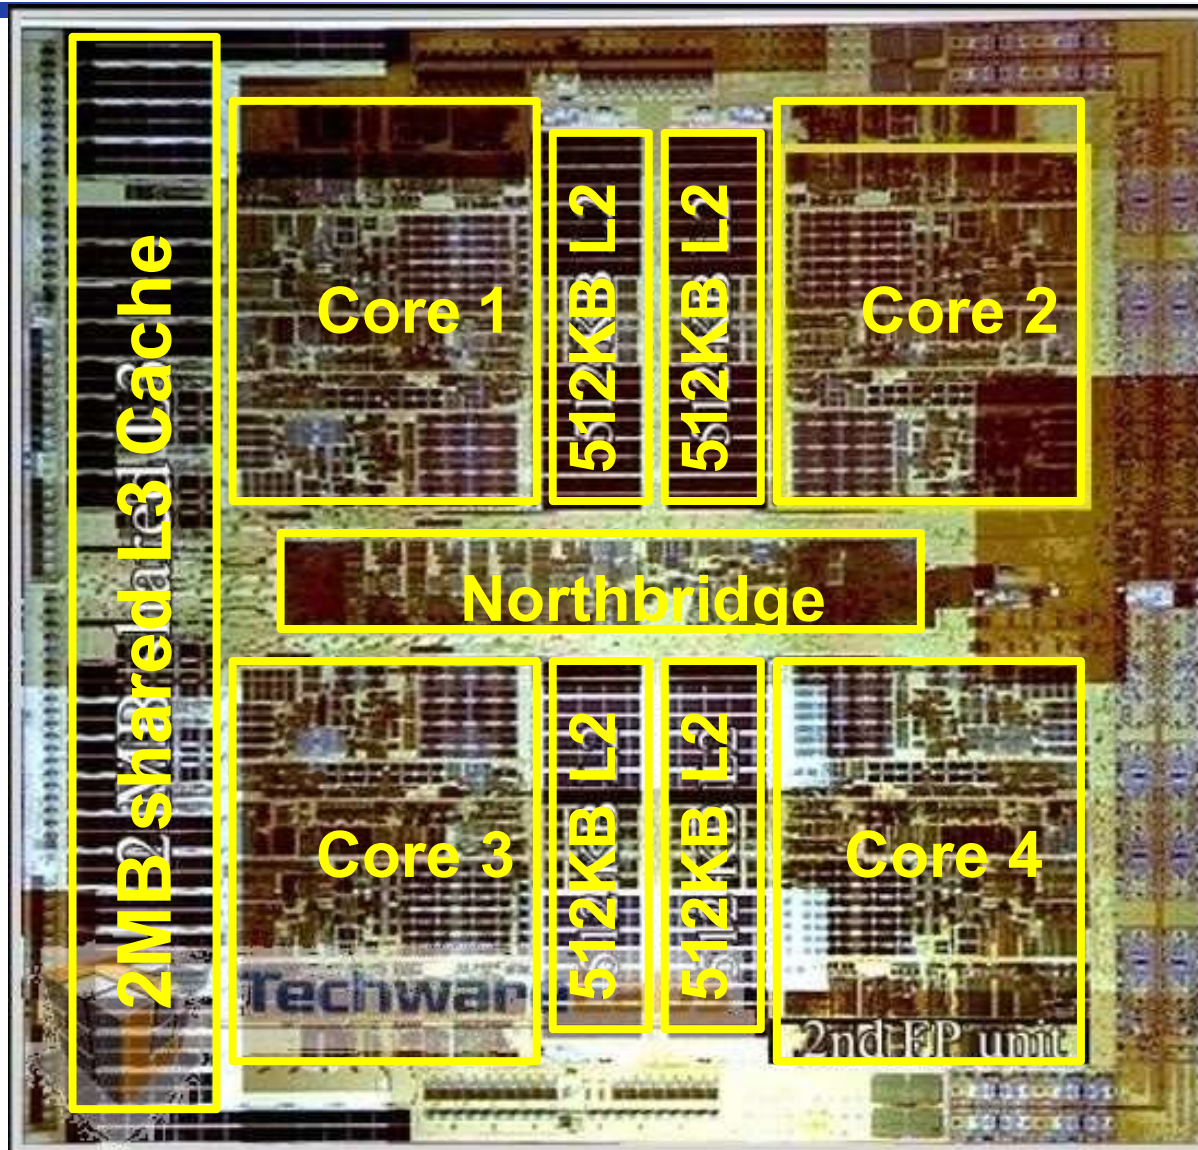 2MB shared L3 Cache
Core 1
512KB L2
512KB L2
Core 2
Northbridge
Core 3
512KB L2
512KB L2
Core 4
Techware
2nd FP unit